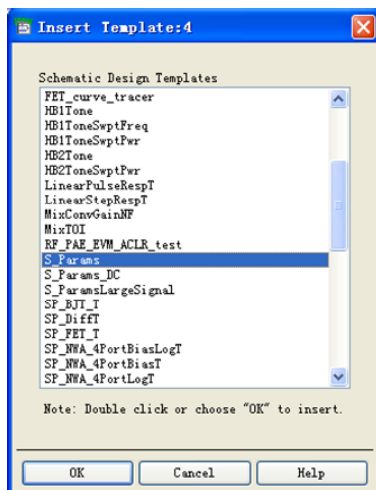 Insert Template:4
Schematic Design Templates
FET_curve_tracer
HB1Tone
HB1ToneSwptFreq
HB1ToneSwptPwr
HB2Tone
HB2ToneSwptPwr
LinearPulseRespT
LinearStepRespT
MixConvGainNF
MixTOI
RF_PAE_EVM_ACLR_test
S_Params
S_Params_DC
S_ParamsLargeSignal
SP_BJT_T
SP_DiffT
SP_FET_T
SP_NWA_4PortBiasLogT
SP_NWA_4PortBiasT
SP_NWA_4PortLogT
Note: Double click or choose "OK" to insert.
OK Cancel Help